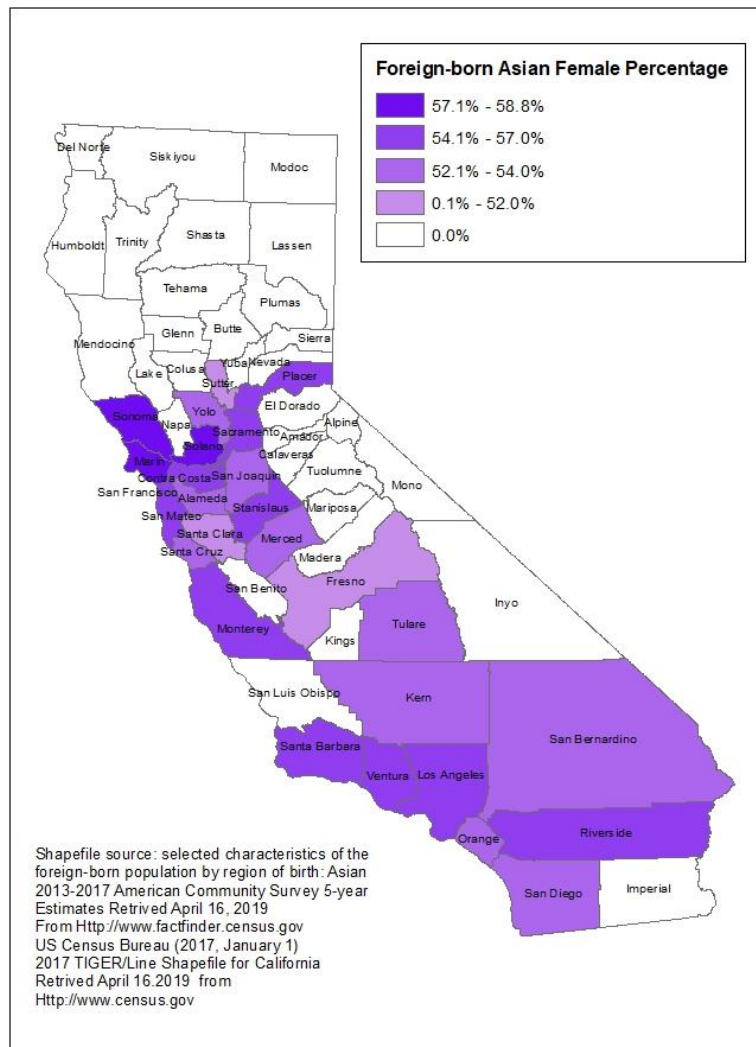 Foreign-born Asian Female Percentage
57.1% - 58.8%
54.1% - 57.0%
52.1% - 54.0%
0.1% - 52.0%
0.0%
Del Norte
Siskiyou
Modoc
Humboldt
Trinity
Shasta
Lassen
Tehama
Plumas
Mendocino
Glenn
Butte
Sierra
Lake
Colusa
Yuba
Nevada
Sutter
Placer
Sonoma
Napa
Yolo
El Dorado
Sacramento
Alpine
Solano
Amador
Marin
Calaveras
Contra Costa
San Joaquin
Tuolumne
Mono
San Francisco
Alameda
Stanislaus
Mariposa
San Mateo
Santa Clara
Merced
Santa Cruz
Madera
San Benito
Fresno
Inyo
Monterey
Kings
Tulare
San Luis Obispo
Kern
San Bernardino
Santa Barbara
Ventura
Los Angeles
Orange
Riverside
San Diego
Imperial
Shapefile source: selected characteristics of the
foreign-born population by region of birth: Asian
2013-2017 American Community Survey 5-year
Estimates Retrived April 16, 2019
From Http://www.factfinder.census.gov
US Census Bureau (2017, January 1)
2017 TIGER/Line Shapefile for California
Retrived April 16.2019 from
Http://www.census.gov